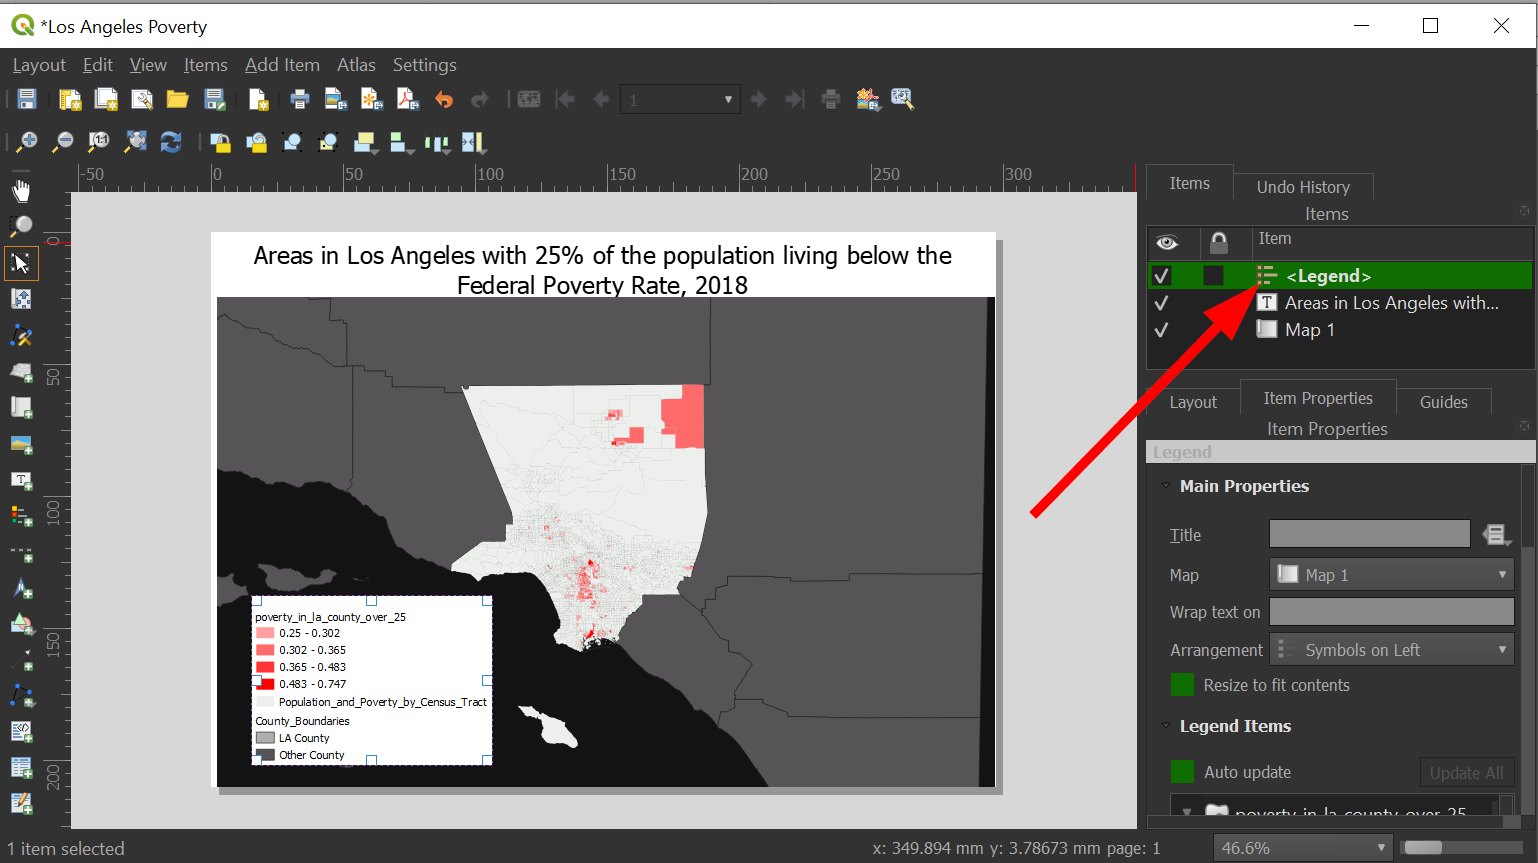 *Los Angeles Poverty
Layout Edit View Items Add Item Atlas Settings
1
1:1
-50 0 50 100 150 200 250 300
0
50
100
150
200
Areas in Los Angeles with 25% of the population living below the
Federal Poverty Rate, 2018
poverty_in_la_county_over_25
0.25 - 0.302
0.302 - 0.365
0.365 - 0.483
0.483 - 0.747
Population_and_Poverty_by_Census_Tract
County_Boundaries
LA County
Other County
Items Undo History
Items
Item
<Legend>
T Areas in Los Angeles with...
Map 1
Layout Item Properties Guides
Item Properties
Legend
Main Properties
Title
Map Map 1
Wrap text on
Arrangement Symbols on Left
Resize to fit contents
Legend Items
Auto update Update All
poverty_in_la_county_over_25
1 item selected
x: 349.894 mm y: 3.78673 mm page: 1
46.6%